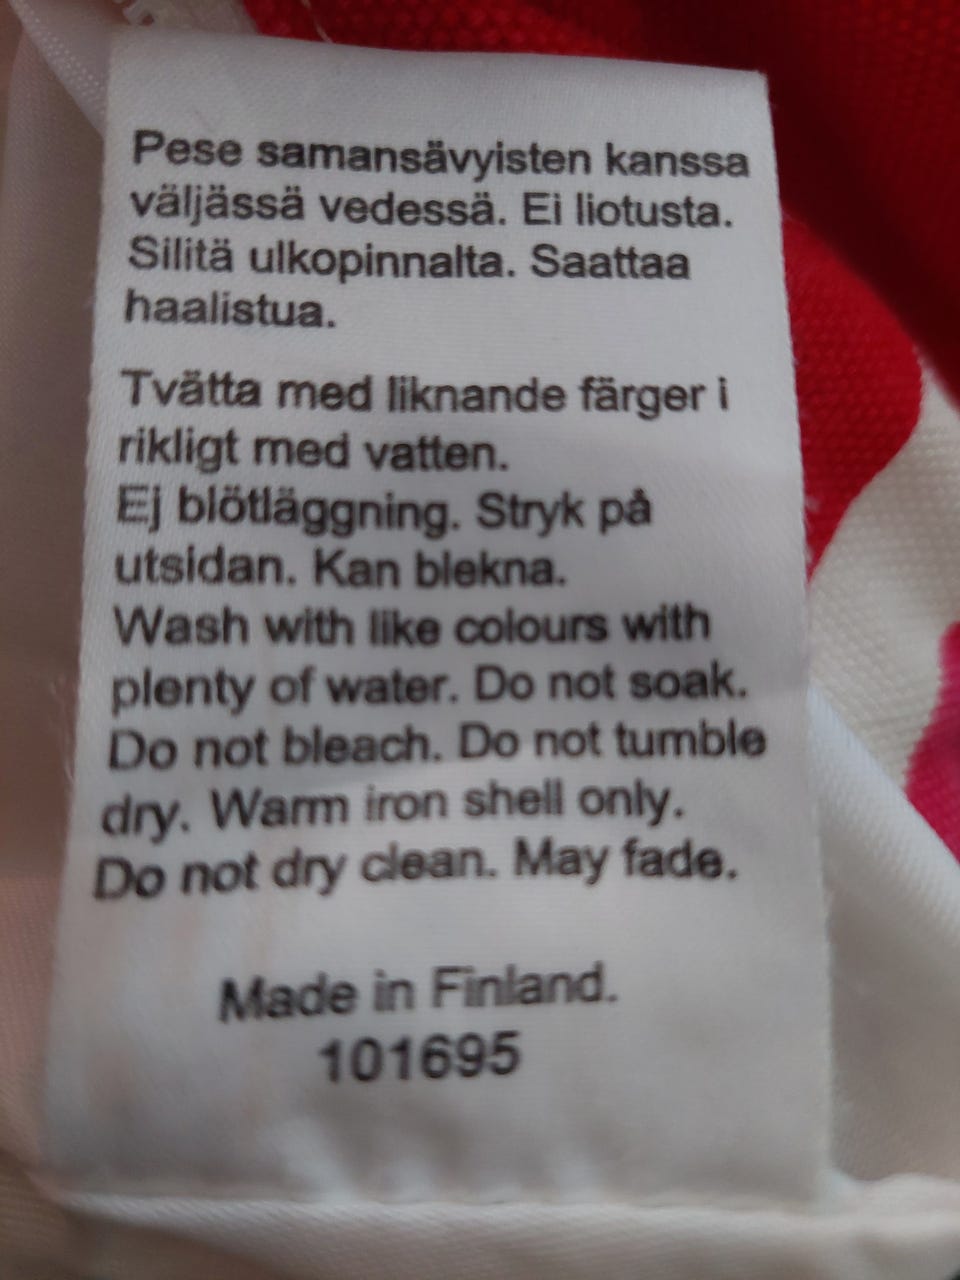 Pese samansävyisten kanssa
väljässä vedessä. Ei liotusta.
Silitä ulkopinnalta. Saattaa
haalistua.
Tvätta med liknande färger i
rikligt med vatten.
Ej blötläggning. Stryk på
utsidan. Kan blekna.
Wash with like colours with
plenty of water. Do not soak.
Do not bleach. Do not tumble
dry. Warm iron shell only.
Do not dry clean. May fade.
Made in Finland.
101695